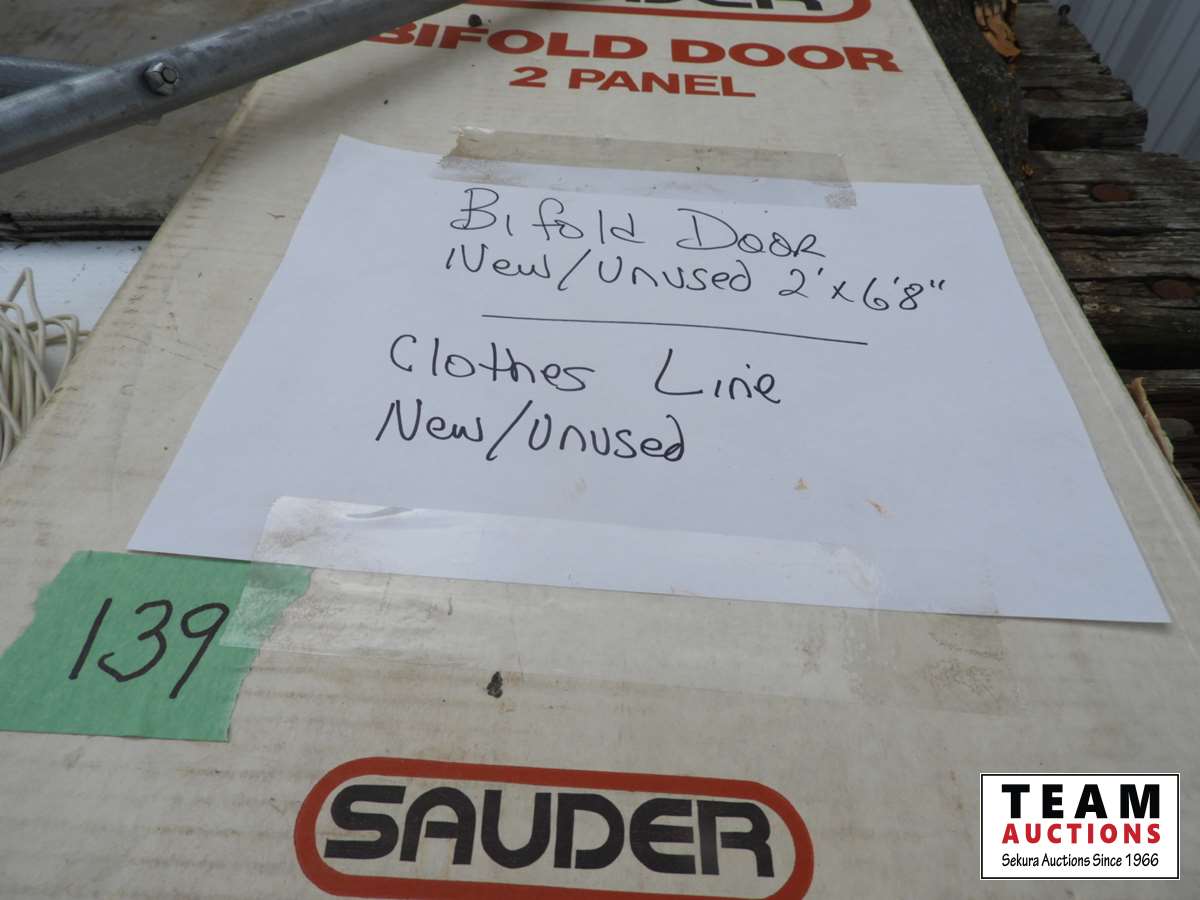 BIFOLD DOOR
2 PANEL
Bifold Door
New/Unused 2'x6'8"
Clothes Line
New/Unused
139
SAUDER
TEAM
AUCTIONS
Sekura Auctions Since 1966